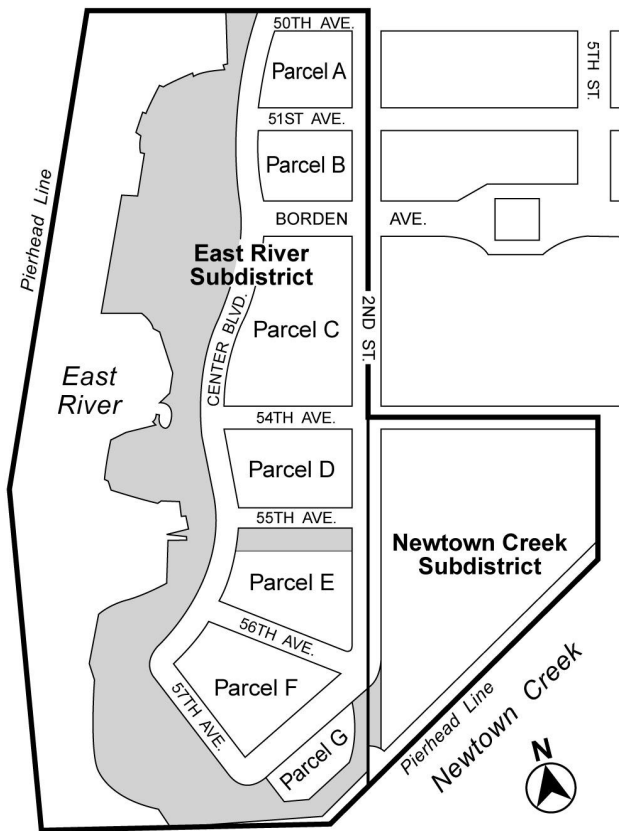 50TH AVE.
Parcel A
5TH ST.
51ST AVE.
Parcel B
Pierhead Line
BORDEN AVE.
East River
Subdistrict
2ND ST.
Parcel C
CENTER BLVD.
East
River
54TH AVE.
Parcel D
55TH AVE.
Newtown Creek
Subdistrict
Parcel E
56TH AVE.
Parcel F
57TH AVE.
Parcel G
Pierhead Line
Newtown Creek
N